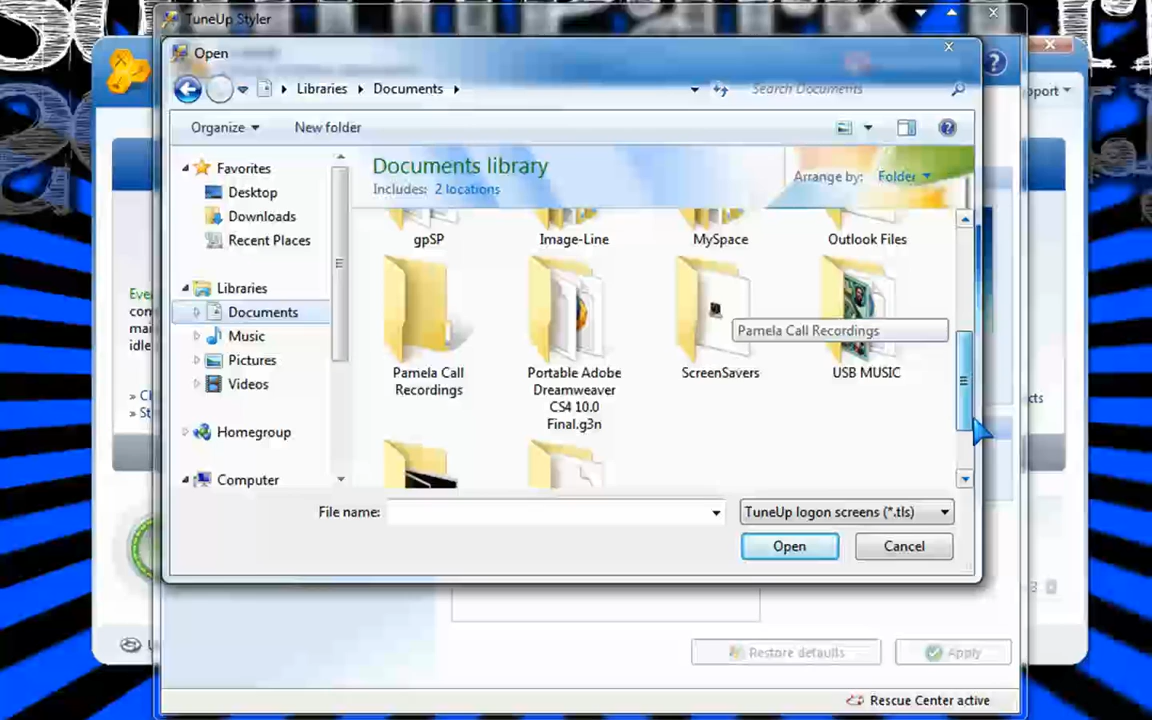 TuneUp Styler
Open
Libraries Documents
Search Documents
Organize
New folder
Documents library
Includes: 2 locations
Arrange by: Folder
Favorites
Desktop
Downloads
Recent Places
Libraries
Documents
Music
Pictures
Videos
Homegroup
Computer
gpSP
Image-Line
MySpace
Outlook Files
Pamela Call
Recordings
Portable Adobe
Dreamweaver
CS4 10.0
Final.g3n
ScreenSavers
USB MUSIC
Pamela Call Recordings
File name:
TuneUp logon screens (*.tls)
Open
Cancel
Restore defaults
Apply
Rescue Center active